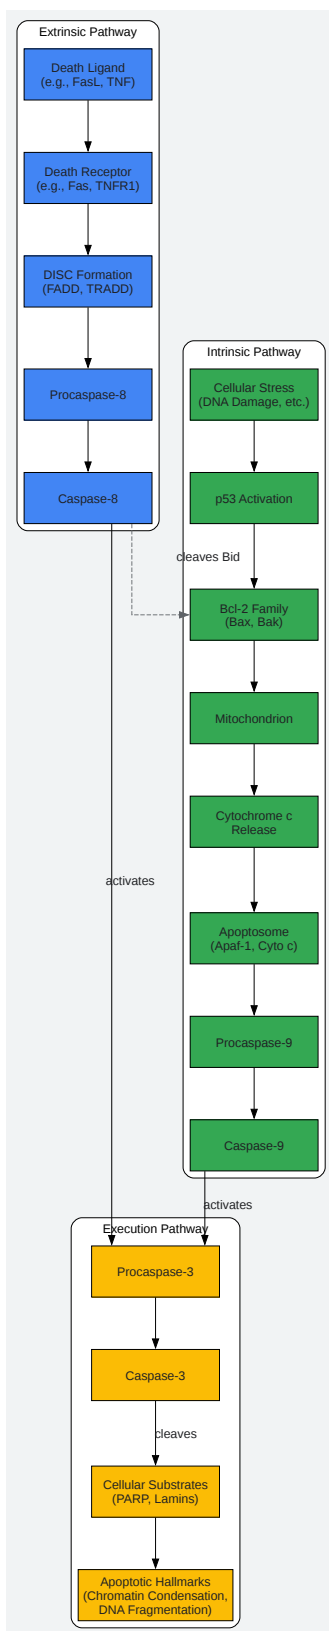 Extrinsic Pathway
Death Ligand
(e.g., FasL, TNF)
Death Receptor
(e.g., Fas, TNFR1)
DISC Formation
(FADD, TRADD)
Procaspase-8
Caspase-8
Intrinsic Pathway
Cellular Stress
(DNA Damage, etc.)
p53 Activation
cleaves Bid
Bcl-2 Family
(Bax, Bak)
Mitochondrion
Cytochrome c
Release
activates
Apoptosome
(Apaf-1, Cyto c)
Procaspase-9
Caspase-9
activates
Execution Pathway
Procaspase-3
Caspase-3
cleaves
Cellular Substrates
(PARP, Lamins)
Apoptotic Hallmarks
(Chromatin Condensation,
DNA Fragmentation)